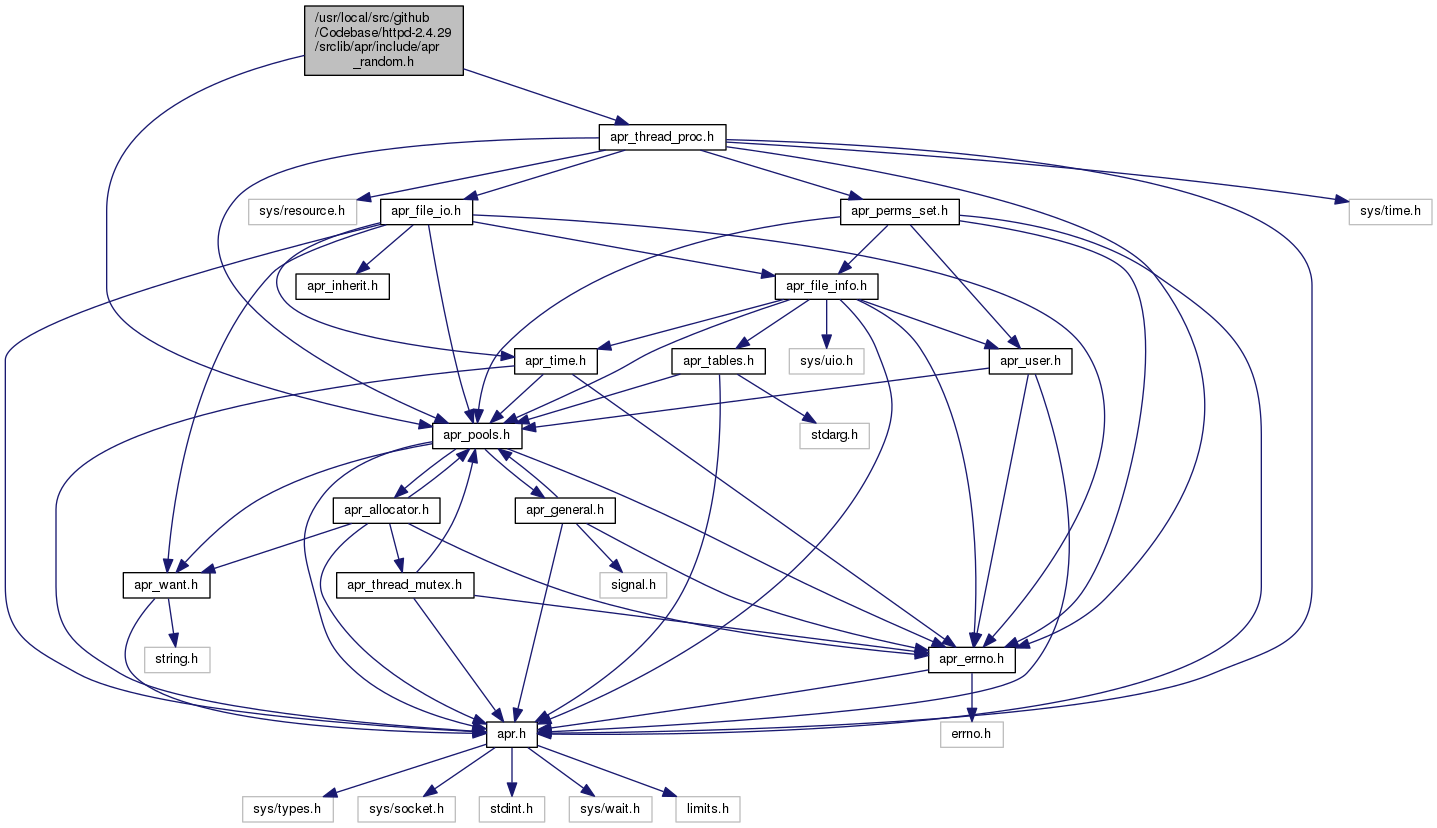 /usr/local/src/github
/Codebase/httpd-2.4.29
/srclib/apr/include/apr
_random.h
apr_thread_proc.h
sys/resource.h
apr_file_io.h
apr_perms_set.h
sys/time.h
apr_inherit.h
apr_file_info.h
apr_time.h
apr_tables.h
sys/uio.h
apr_user.h
apr_pools.h
stdarg.h
apr_allocator.h
apr_general.h
apr_want.h
apr_thread_mutex.h
signal.h
string.h
apr_errno.h
apr.h
errno.h
sys/types.h
sys/socket.h
stdint.h
sys/wait.h
limits.h